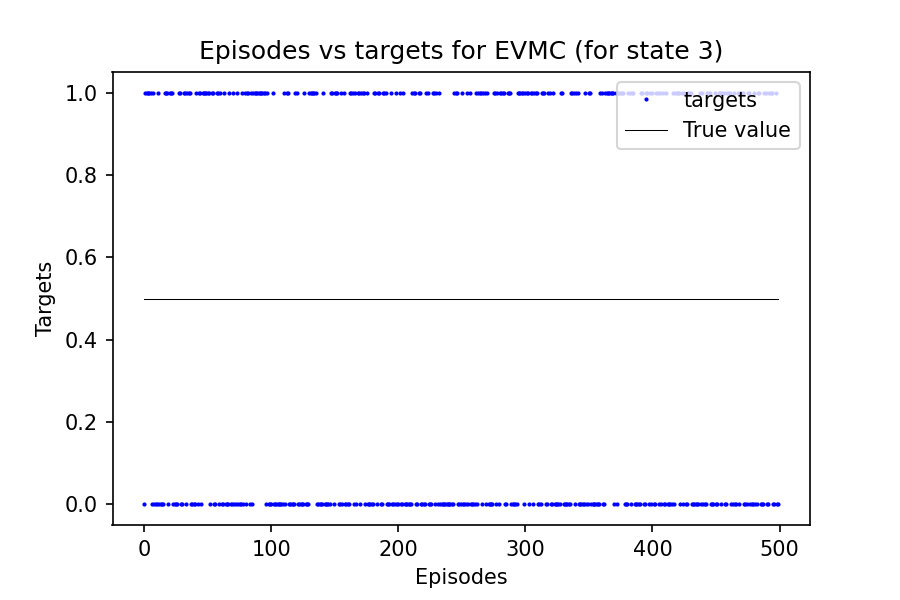 Episodes vs targets for EVMC (for state 3)
targets
True value
1.0
0.8
0.6
0.4
0.2
0.0
Targets
0 100 200 300 400 500
Episodes